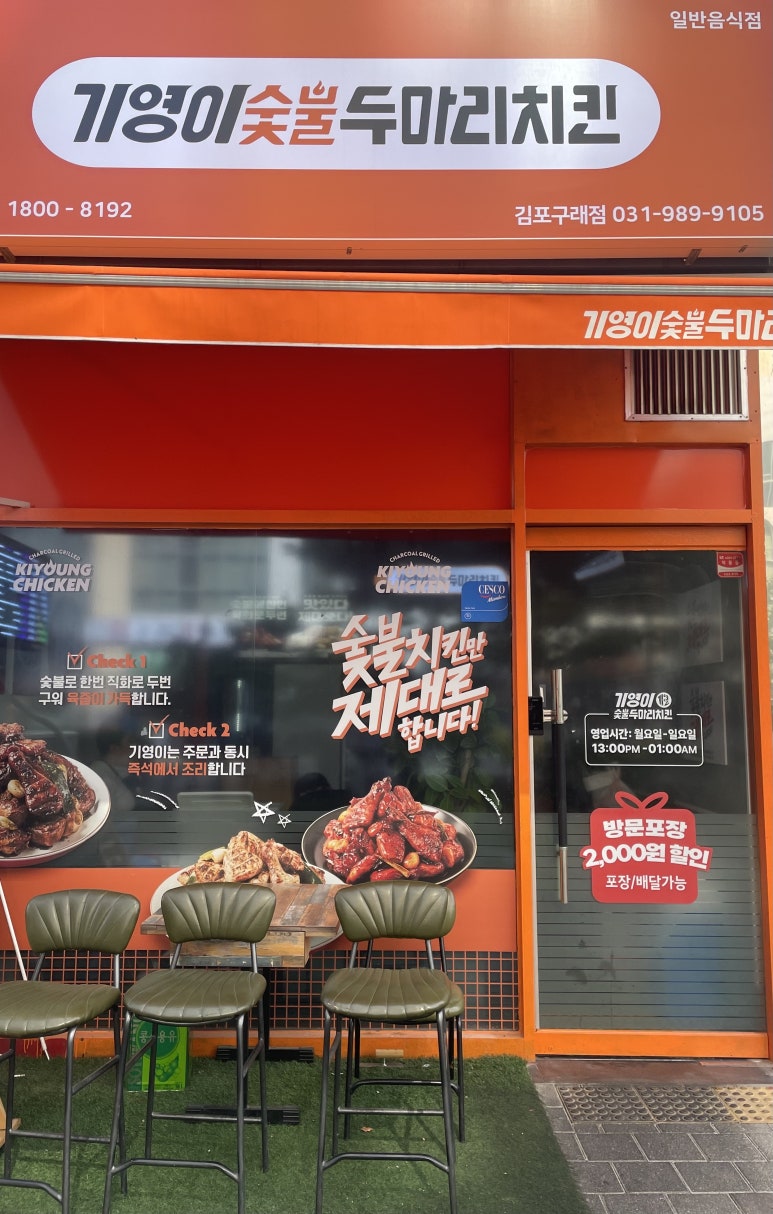 일반음식점
기영이숯불두마리치킨
1800 - 8192
김포구래점 031-989-9105
기영이숯불두마리
CHARCOAL GRILLED
KIYOUNG
CHICKEN
CHARCOAL GRILLED
KIYOUNG
CHICKEN
두마리치킨
CESCO
Members
숯불치킨만
제대로
합니다!
Check 1
숯불로 한번 직화로 두번
구워 육즙이 가득합니다.
Check 2
기영이는 주문과 동시
즉석에서 조리합니다
기영이
숯불두마리치킨
영업시간 : 월요일-일요일
13:00PM -01:00AM
방문포장
2,000원 할인
포장/배달가능